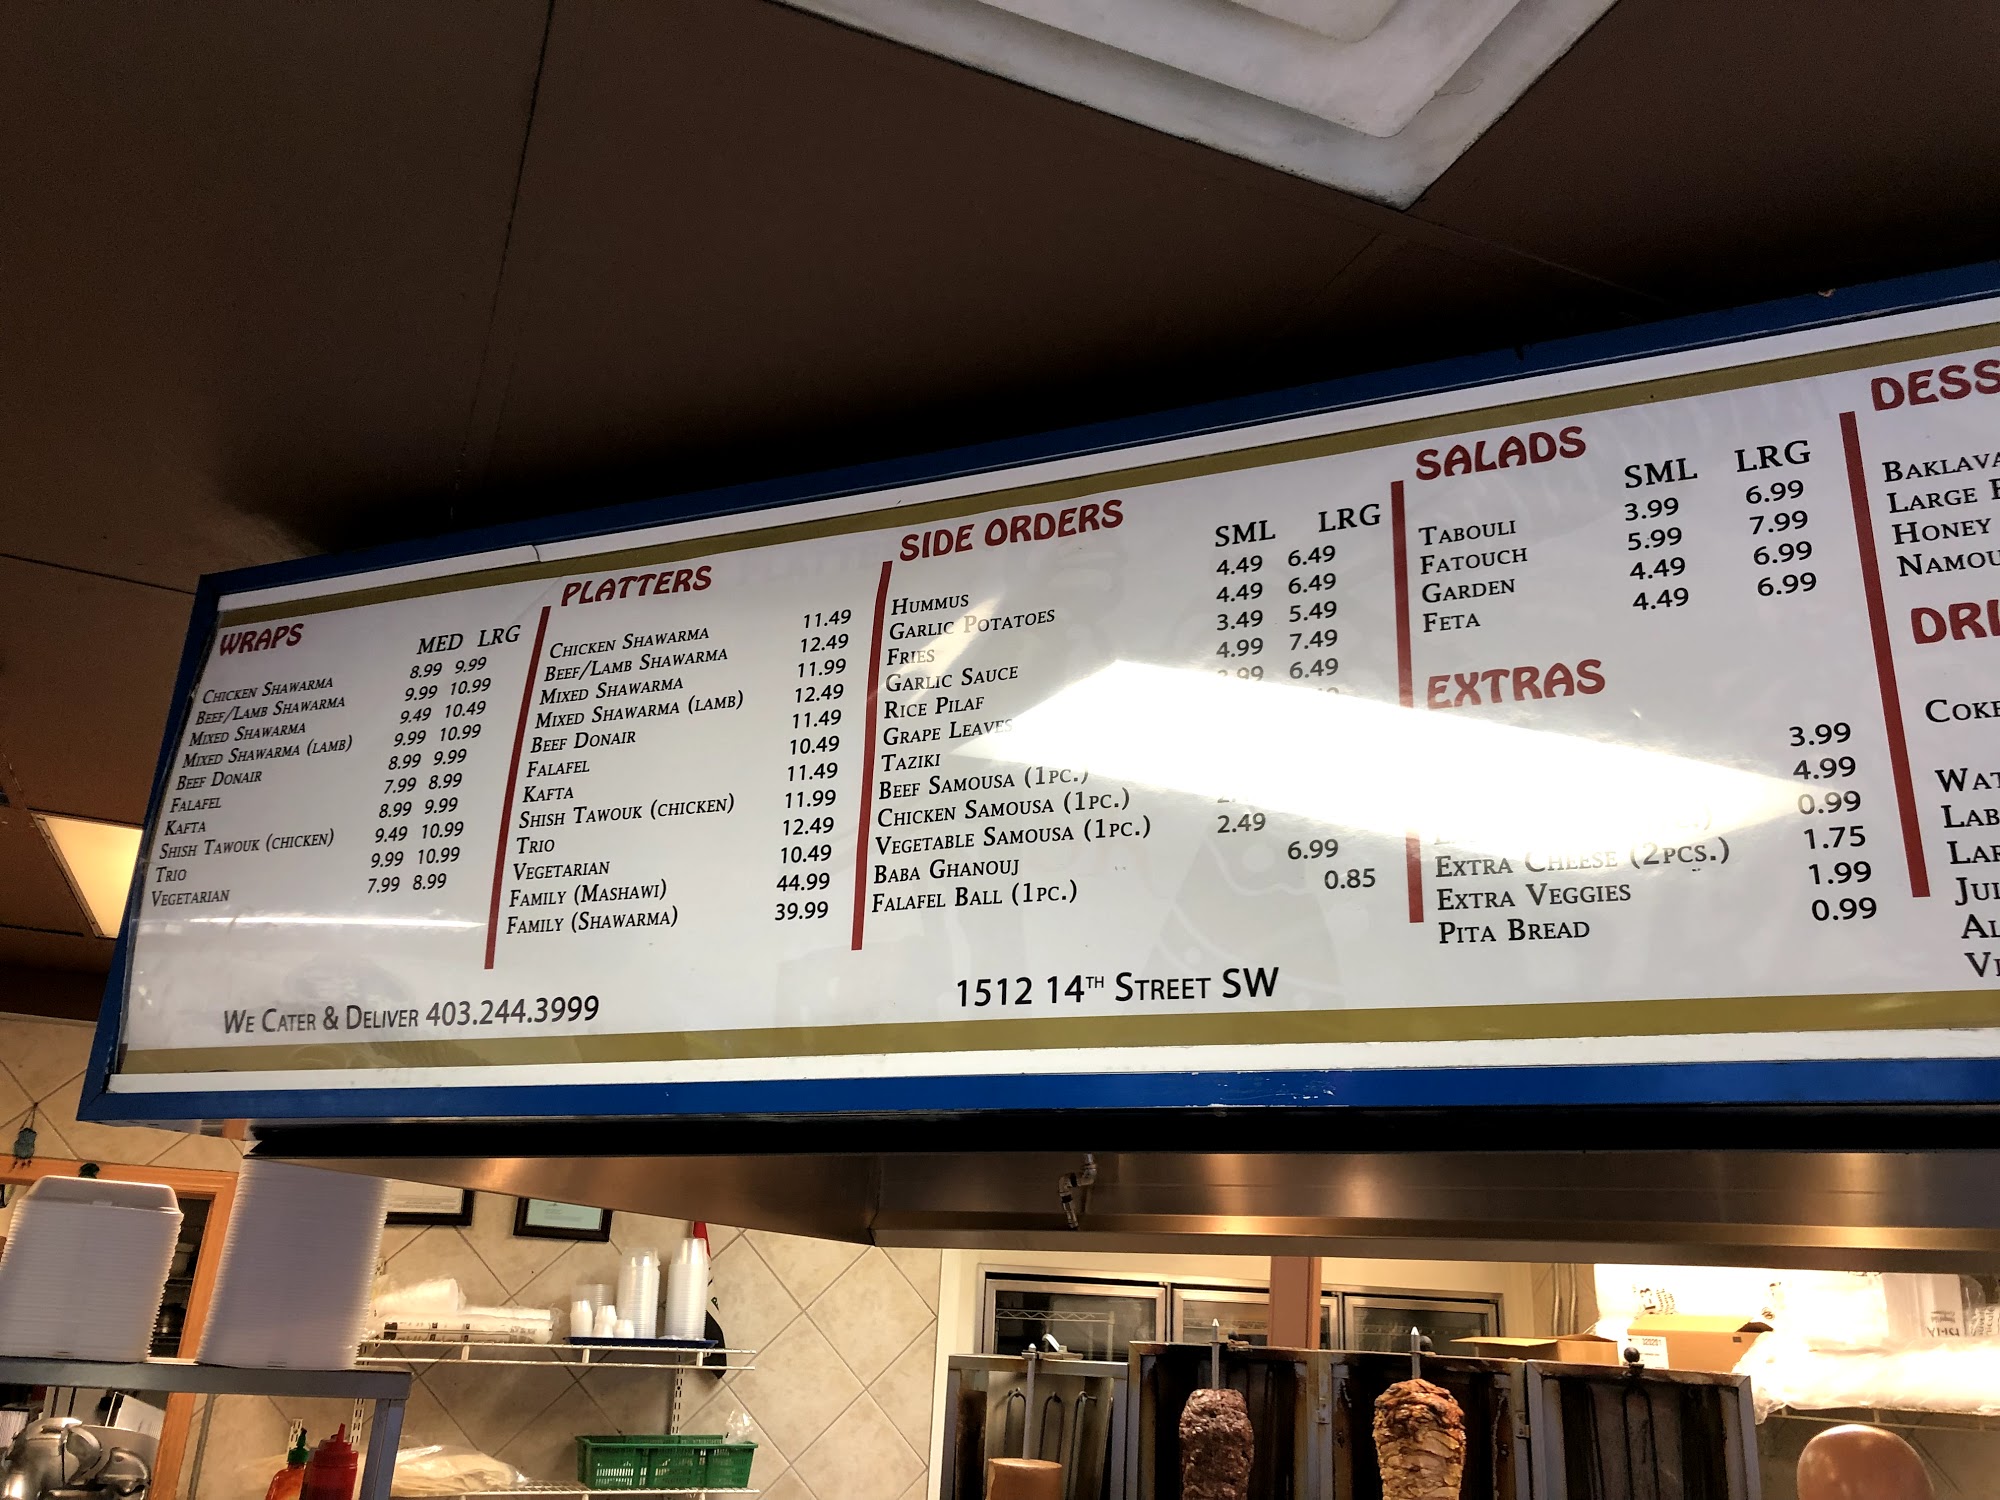 WRAPS
MED LRG
CHICKEN SHAWARMA 8.99 9.99
BEEF/LAMB SHAWARMA 9.99 10.99
MIXED SHAWARMA 9.49 10.49
MIXED SHAWARMA (LAMB) 9.99 10.99
BEEF DONAIR 8.99 9.99
FALAFEL 7.99 8.99
KAFTA 8.99 9.99
SHISH TAWOUK (CHICKEN) 9.49 10.99
TRIO 9.99 10.99
VEGETARIAN 7.99 8.99
PLATTERS
CHICKEN SHAWARMA 11.49
BEEF/LAMB SHAWARMA 12.49
MIXED SHAWARMA 11.99
MIXED SHAWARMA (LAMB) 12.49
BEEF DONAIR 11.49
FALAFEL 10.49
KAFTA 11.49
SHISH TAWOUK (CHICKEN) 11.99
TRIO 12.49
VEGETARIAN 10.49
FAMILY (MASHAWI) 44.99
FAMILY (SHAWARMA) 39.99
SIDE ORDERS
SML LRG
HUMMUS 4.49 6.49
GARLIC POTATOES 4.49 6.49
FRIES 3.49 5.49
GARLIC SAUCE 4.99 7.49
RICE PILAF 6.49
GRAPE LEAVES
TAZIKI
BEEF SAMOUSA (1PC.)
CHICKEN SAMOUSA (1PC.)
VEGETABLE SAMOUSA (1PC.) 2.49
BABA GHANOUJ 6.99
FALAFEL BALL (1PC.) 0.85
SALADS
SML LRG
TABOULI 3.99 6.99
FATOUCH 5.99 7.99
GARDEN 4.49 6.99
FETA 4.49 6.99
EXTRAS
3.99
4.99
0.99
EXTRA CHEESE (2PCS.) 1.75
EXTRA VEGGIES 1.99
PITA BREAD 0.99
DESS
BAKLAVA
LARGE
HONEY
NAMOU
DRI
COKE
WAT
LAB
LAR
JUI
AL
VI
WE CATER & DELIVER 403.244.3999
1512 14TH STREET SW